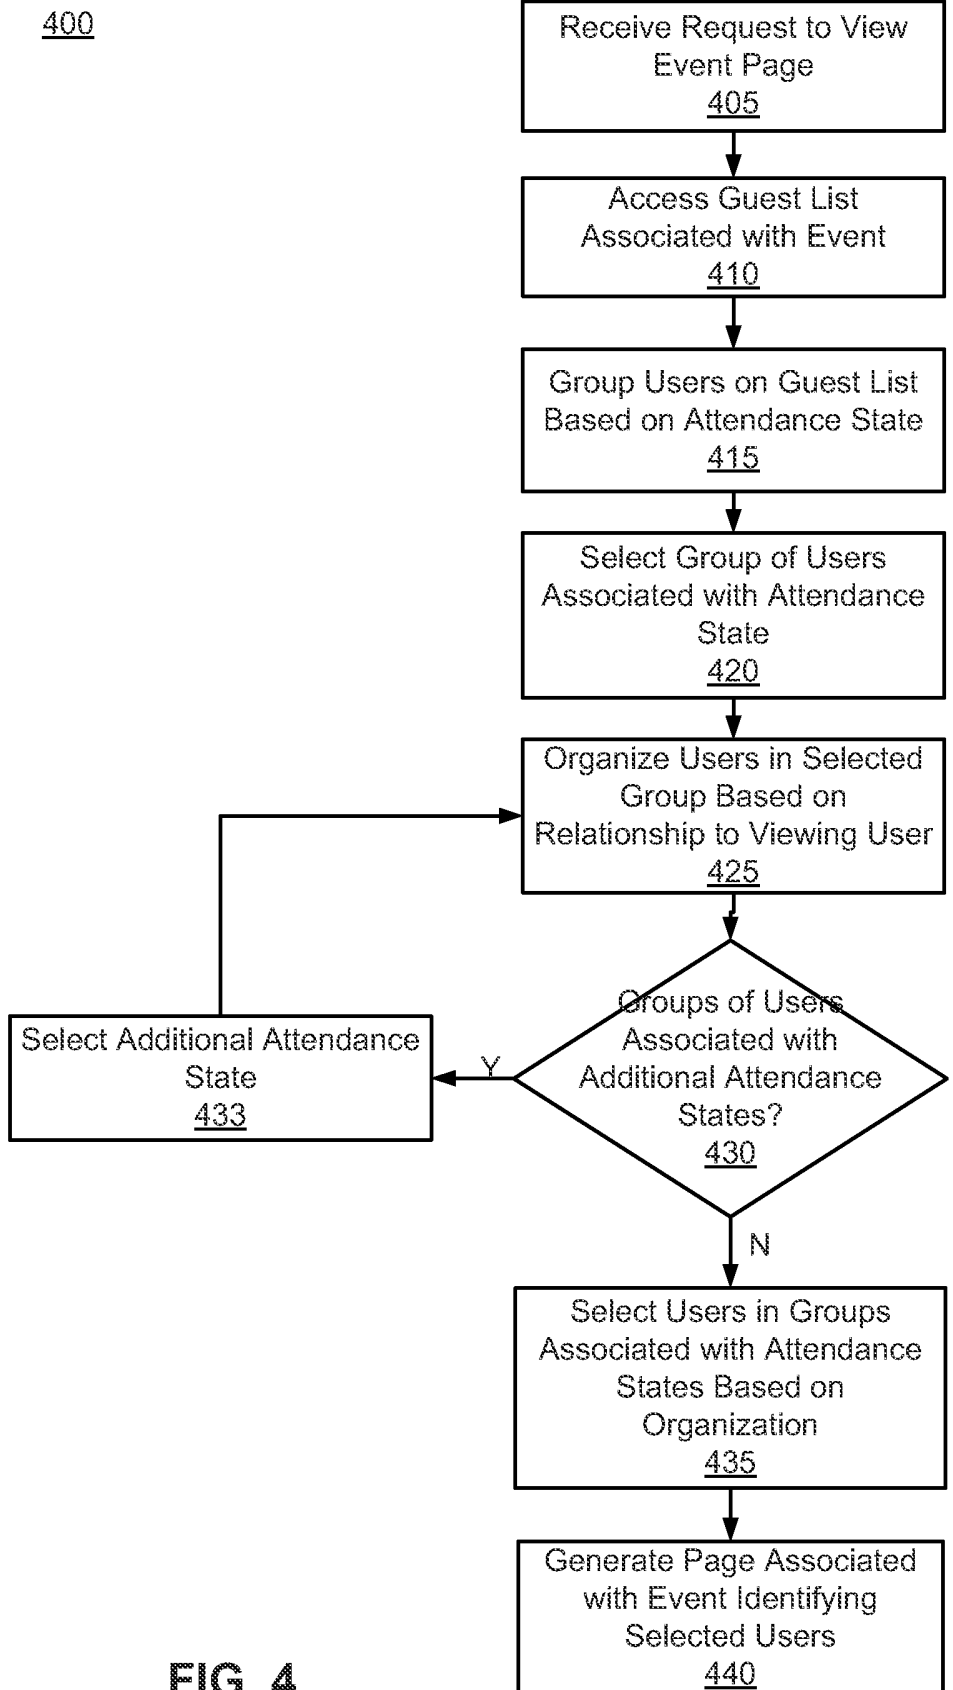 400
Receive Request to View
Event Page
405
Access Guest List
Associated with Event
410
Group Users on Guest List
Based on Attendance State
415
Select Group of Users
Associated with Attendance
State
420
Organize Users in Selected
Group Based on
Relationship to Viewing User
425
Groups of Users
Associated with
Additional Attendance
States?
430
Y
Select Additional Attendance
State
433
N
Select Users in Groups
Associated with Attendance
States Based on
Organization
435
Generate Page Associated
with Event Identifying
Selected Users
440
FIG. 4